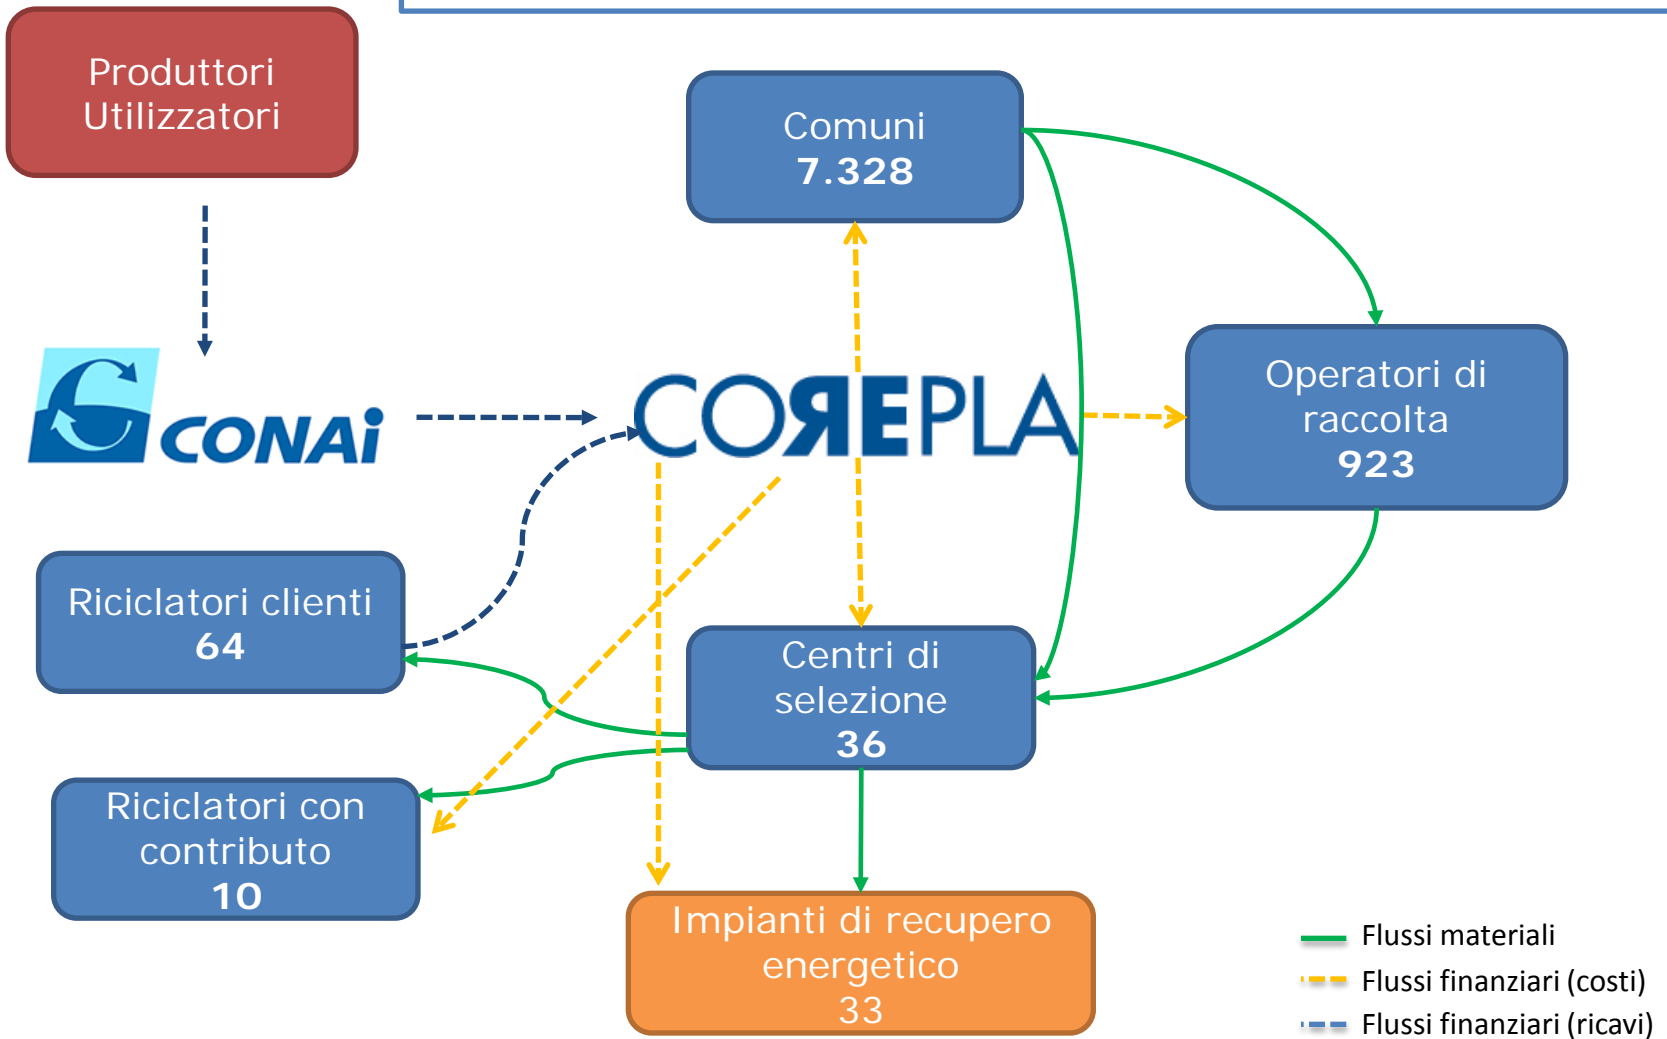 Produttori
Utilizzatori
Comuni
7.328
CONAi
COREPLA
Operatori di
raccolta
923
Riciclatori clienti
64
Centri di
selezione
36
Riciclatori con
contributo
10
Impianti di recupero
energetico
33
Flussi materiali
Flussi finanziari (costi)
Flussi finanziari (ricavi)